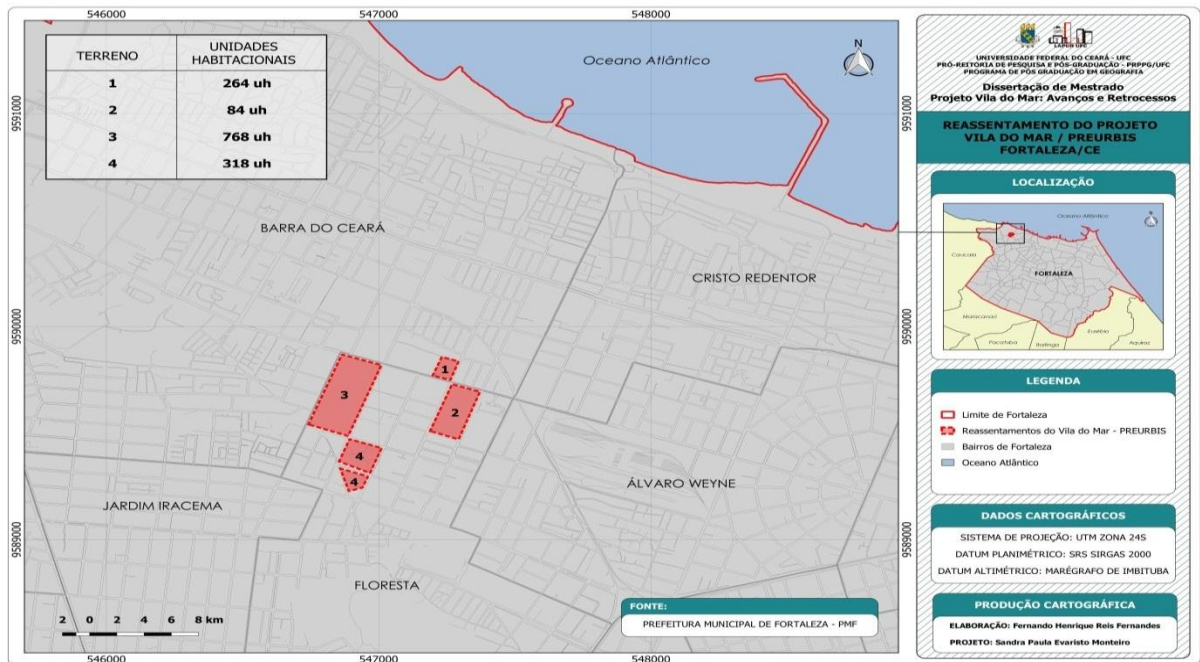 546000
547000
548000
TERRENO
UNIDADES
HABITACIONAIS
1
264 uh
2
84 uh
3
768 uh
4
318 uh
Oceano Atlântico
N
9591000
9591000
BARRA DO CEARÁ
CRISTO REDENTOR
9590000
9590000
1
3
2
4
4
ÁLVARO WEYNE
JARDIM IRACEMA
9589000
9589000
FLORESTA
2 0 2 4 6 8 km
FONTE:
PREFEITURA MUNICIPAL DE FORTALEZA - PMF
546000
547000
548000
LAPUR UFC
UNIVERSIDADE FEDERAL DO CEARÁ - UFC
PRÓ-REITORIA DE PESQUISA E PÓS-GRADUAÇÃO - PRPPG/UFC
PROGRAMA DE PÓS GRADUAÇÃO EM GEOGRAFIA
Dissertação de Mestrado
Projeto Vila do Mar: Avanços e Retrocessos
REASSENTAMENTO DO PROJETO
VILA DO MAR / PREURBIS
FORTALEZA/CE
LOCALIZAÇÃO
Oceano Atlântico
Caucaia
FORTALEZA
Maracanaú
Eusébio
Pacatuba
Itaitinga
Aquiraz
LEGENDA
Limite de Fortaleza
Reassentamentos do Vila do Mar - PREURBIS
Bairros de Fortaleza
Oceano Atlântico
DADOS CARTOGRÁFICOS
SISTEMA DE PROJEÇÃO: UTM ZONA 24S
DATUM PLANIMÉTRICO: SRS SIRGAS 2000
DATUM ALTIMÉTRICO: MARÉGRAFO DE IMBITUBA
PRODUÇÃO CARTOGRÁFICA
ELABORAÇÃO: Fernando Henrique Reis Fernandes
PROJETO: Sandra Paula Evaristo Monteiro